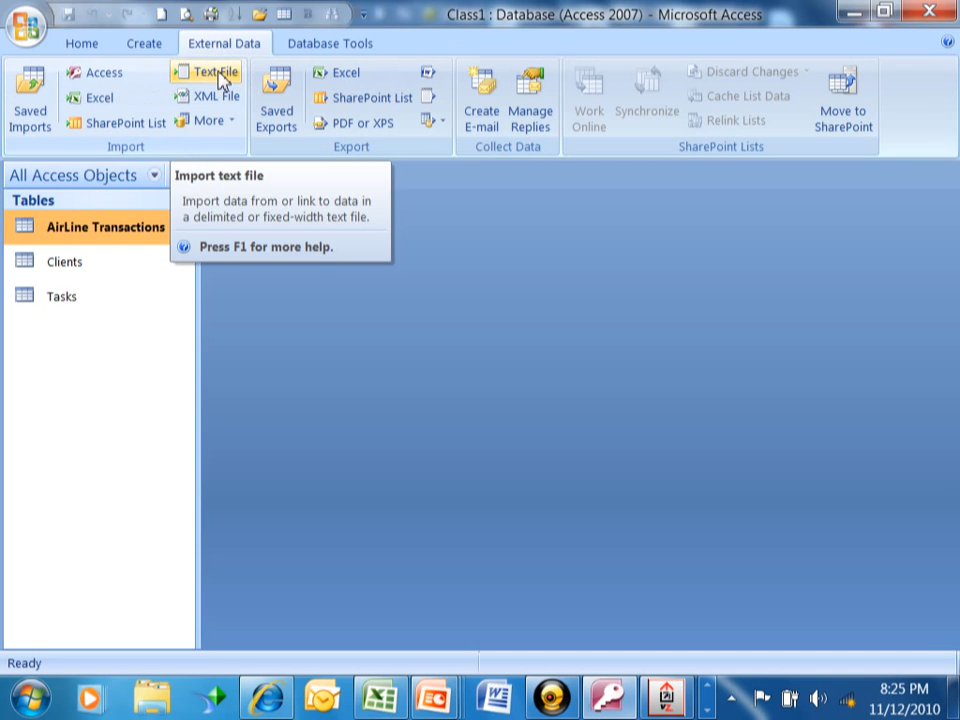 Class1 : Database (Access 2007) - Microsoft Access
Home Create External Data Database Tools
Saved Imports
Access
Excel
SharePoint List
Text File
XML File
More
Import
Saved Exports
Excel
SharePoint List
PDF or XPS
Export
Create E-mail
Manage Replies
Collect Data
Work Online
Synchronize
Discard Changes
Cache List Data
Relink Lists
Move to SharePoint
SharePoint Lists
All Access Objects
Tables
AirLine Transactions
Clients
Tasks
Import text file
Import data from or link to data in
a delimited or fixed-width text file.
Press F1 for more help.
Ready
8:25 PM
11/12/2010